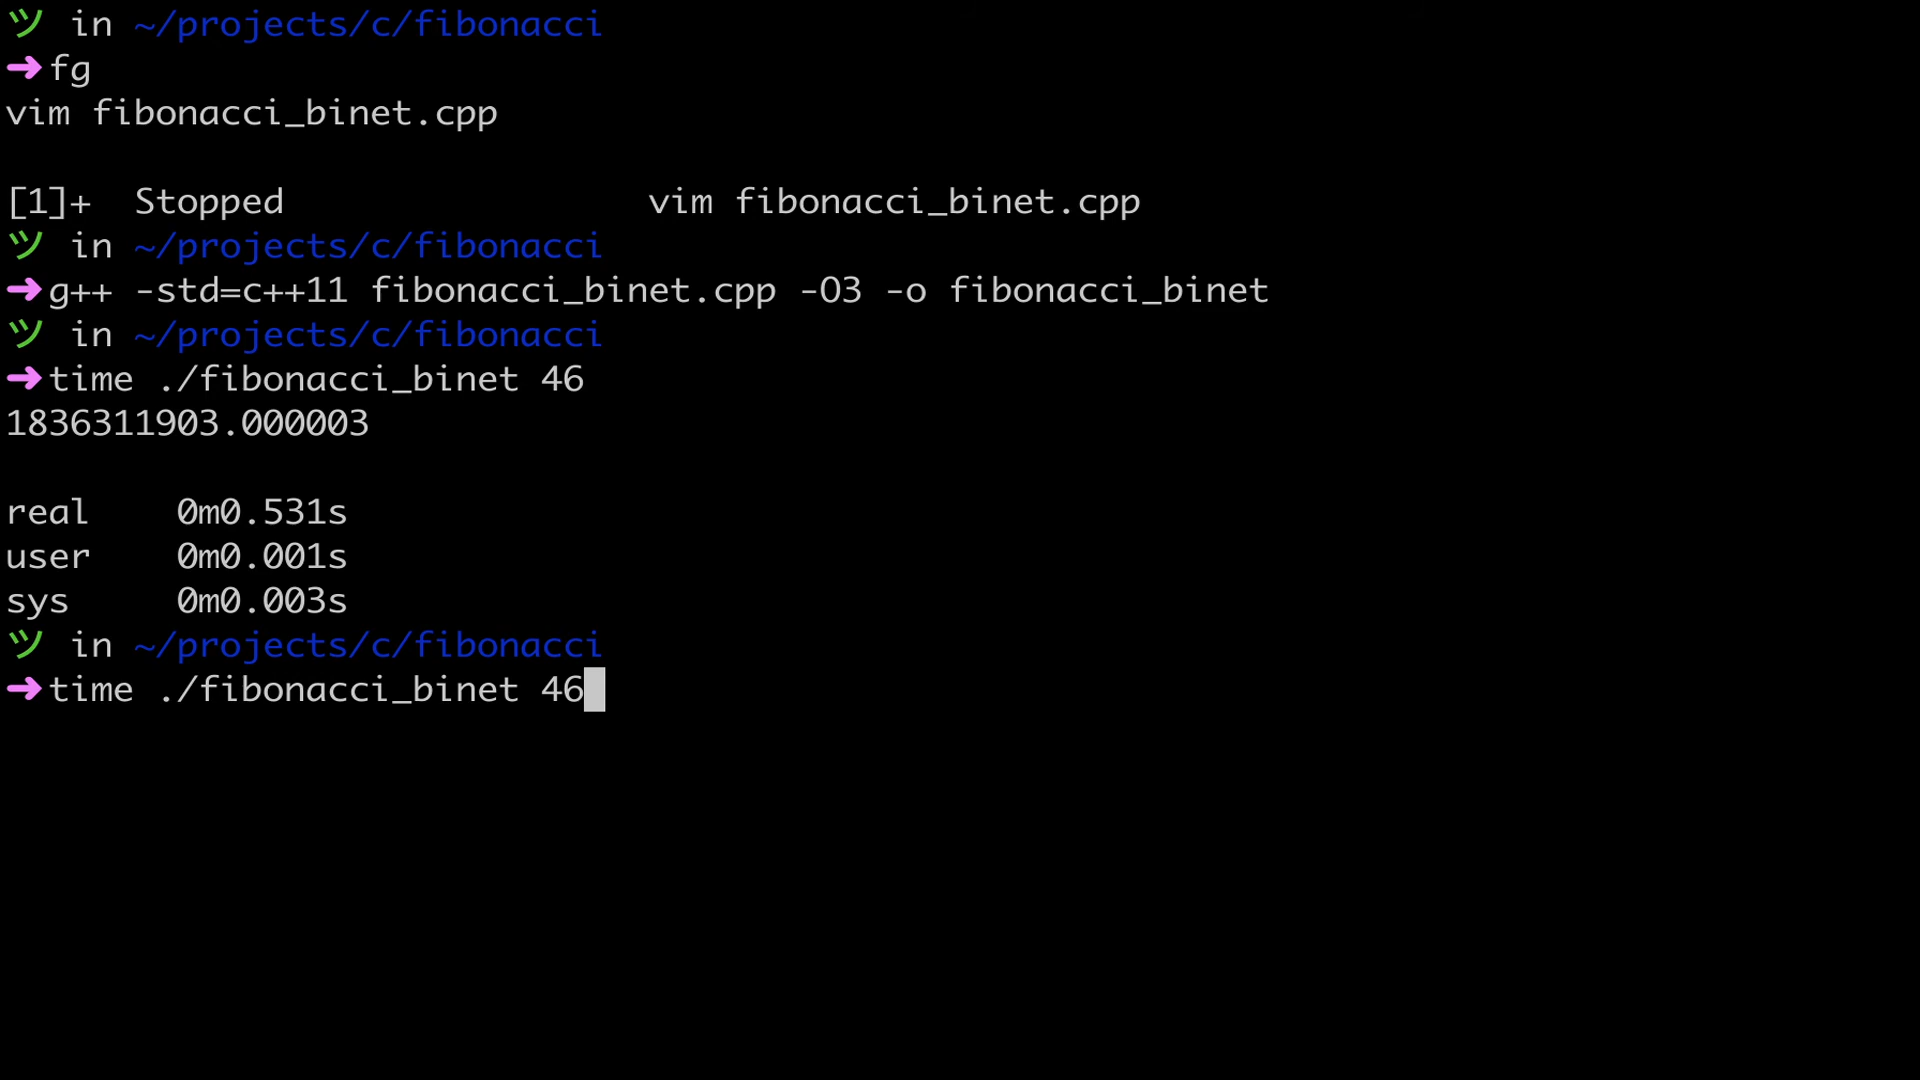 ツ in ~/projects/c/fibonacci
➜ fg
vim fibonacci_binet.cpp
[1]+  Stopped                 vim fibonacci_binet.cpp
ツ in ~/projects/c/fibonacci
➜ g++ -std=c++11 fibonacci_binet.cpp -O3 -o fibonacci_binet
ツ in ~/projects/c/fibonacci
➜ time ./fibonacci_binet 46
1836311903.000003
real    0m0.531s
user    0m0.001s
sys     0m0.003s
ツ in ~/projects/c/fibonacci
➜ time ./fibonacci_binet 46